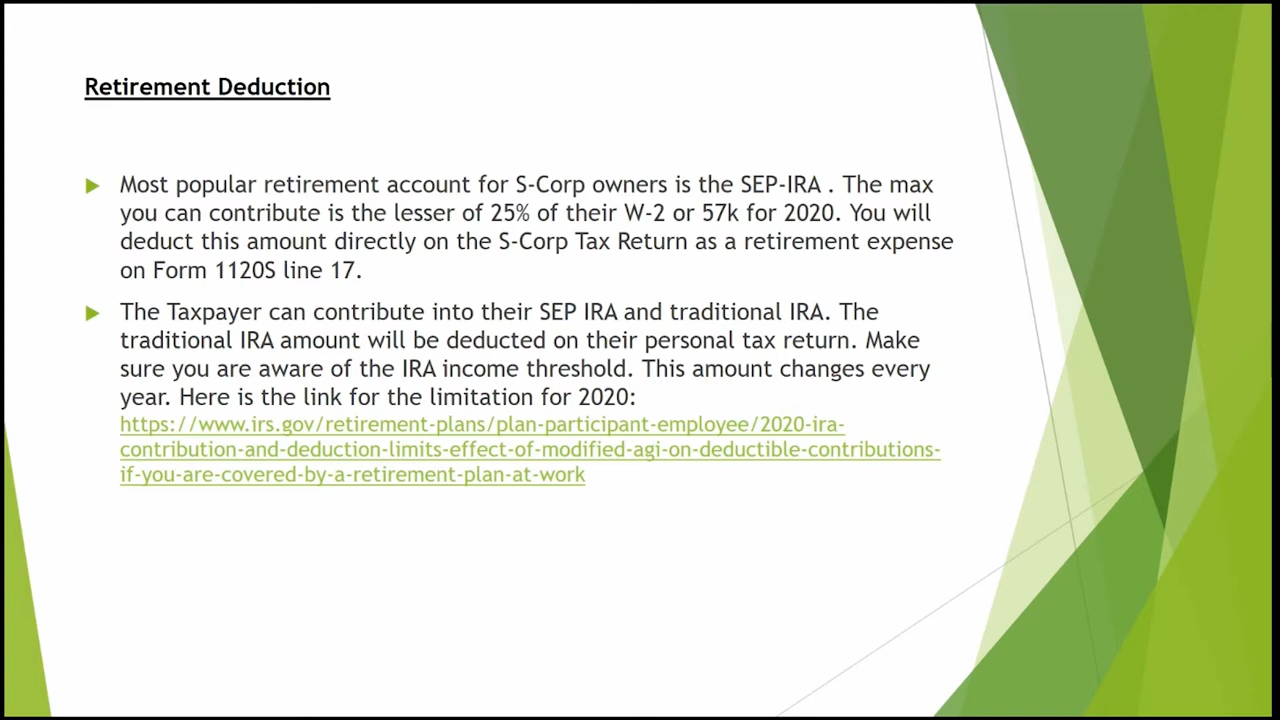 Retirement Deduction
Most popular retirement account for S-Corp owners is the SEP-IRA . The max
you can contribute is the lesser of 25% of their W-2 or 57k for 2020. You will
deduct this amount directly on the S-Corp Tax Return as a retirement expense
on Form 1120S line 17.
The Taxpayer can contribute into their SEP IRA and traditional IRA. The
traditional IRA amount will be deducted on their personal tax return. Make
sure you are aware of the IRA income threshold. This amount changes every
year. Here is the link for the limitation for 2020:
https://www.irs.gov/retirement-plans/plan-participant-employee/2020-ira-
contribution-and-deduction-limits-effect-of-modified-agi-on-deductible-contributions-
if-you-are-covered-by-a-retirement-plan-at-work